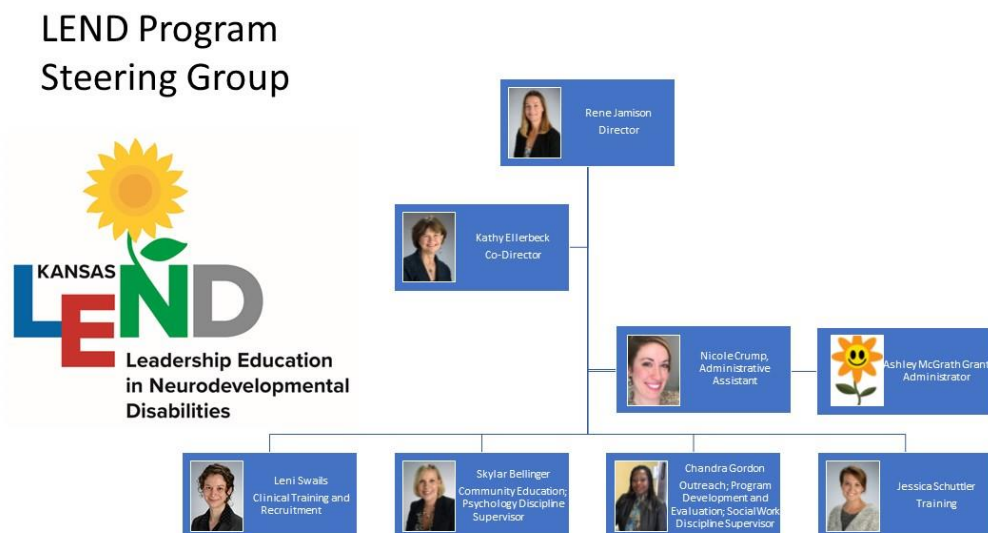 LEND Program
Steering Group
KANSAS
LEND
Leadership Education
in Neurodevelopmental
Disabilities
Rene Jamison
Director
Kathy Ellerbeck
Co-Director
Nicole Crump,
Administrative
Assistant
Ashley McGrath Grant
Administrator
Leni Swails
Clinical Training and
Recruitment
Skylar Bellinger
Community Education;
Psychology Discipline
Supervisor
Chandra Gordon
Outreach; Program
Development and
Evaluation; Social Work
Discipline Supervisor
Jessica Schuttler
Training